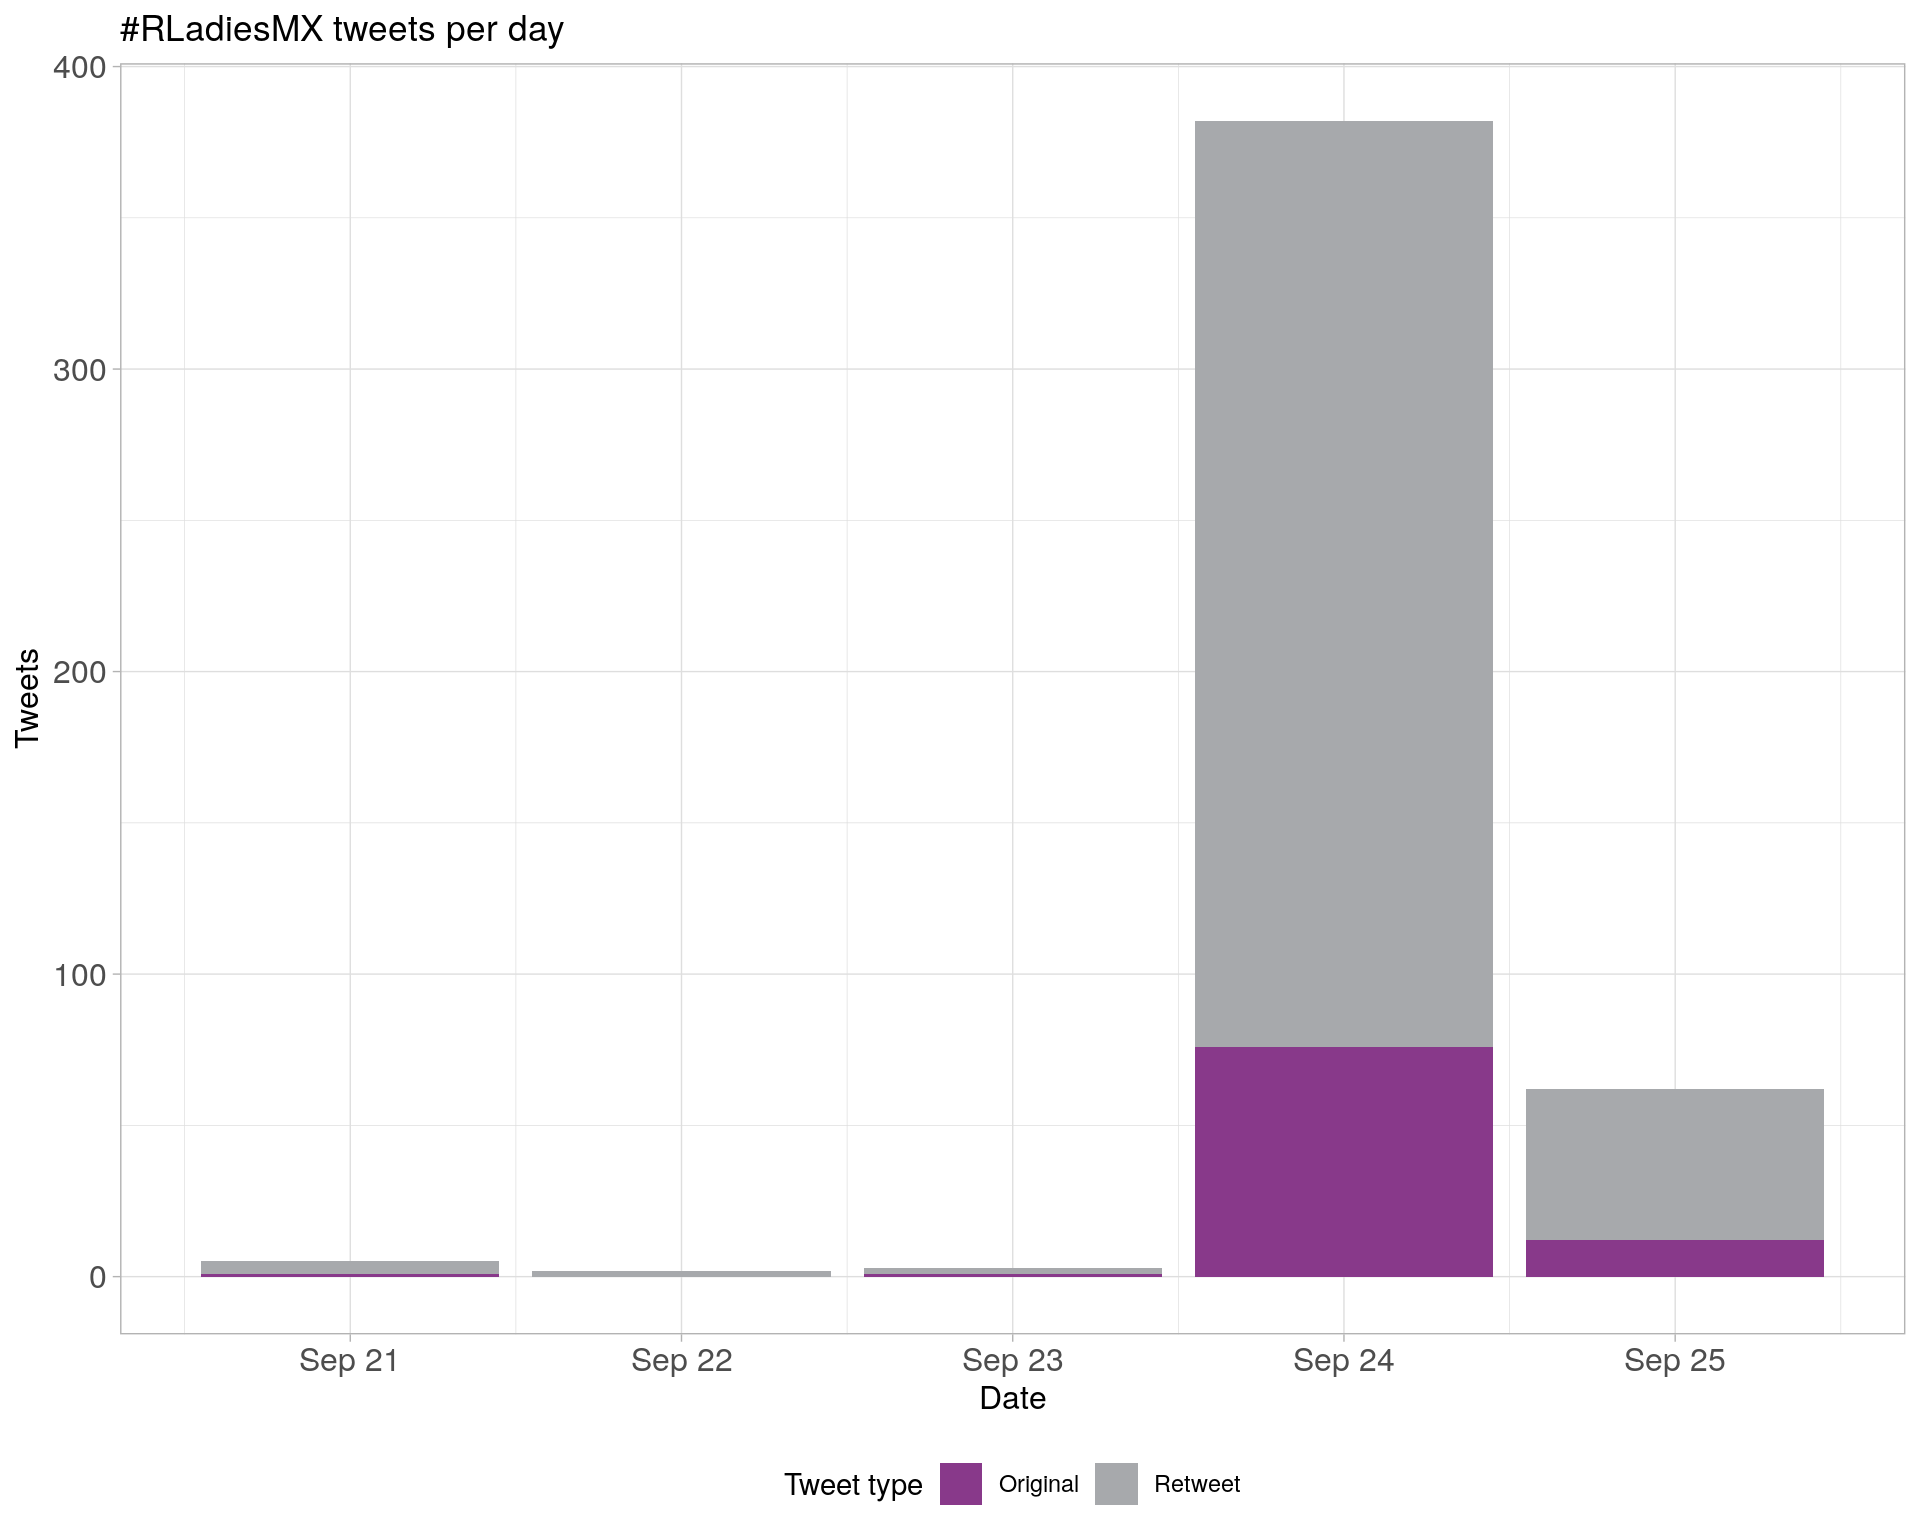 #RLadiesMX tweets per day
400
300
200
100
0
Tweets
Sep 21 Sep 22 Sep 23 Sep 24 Sep 25
Date
Tweet type Original Retweet